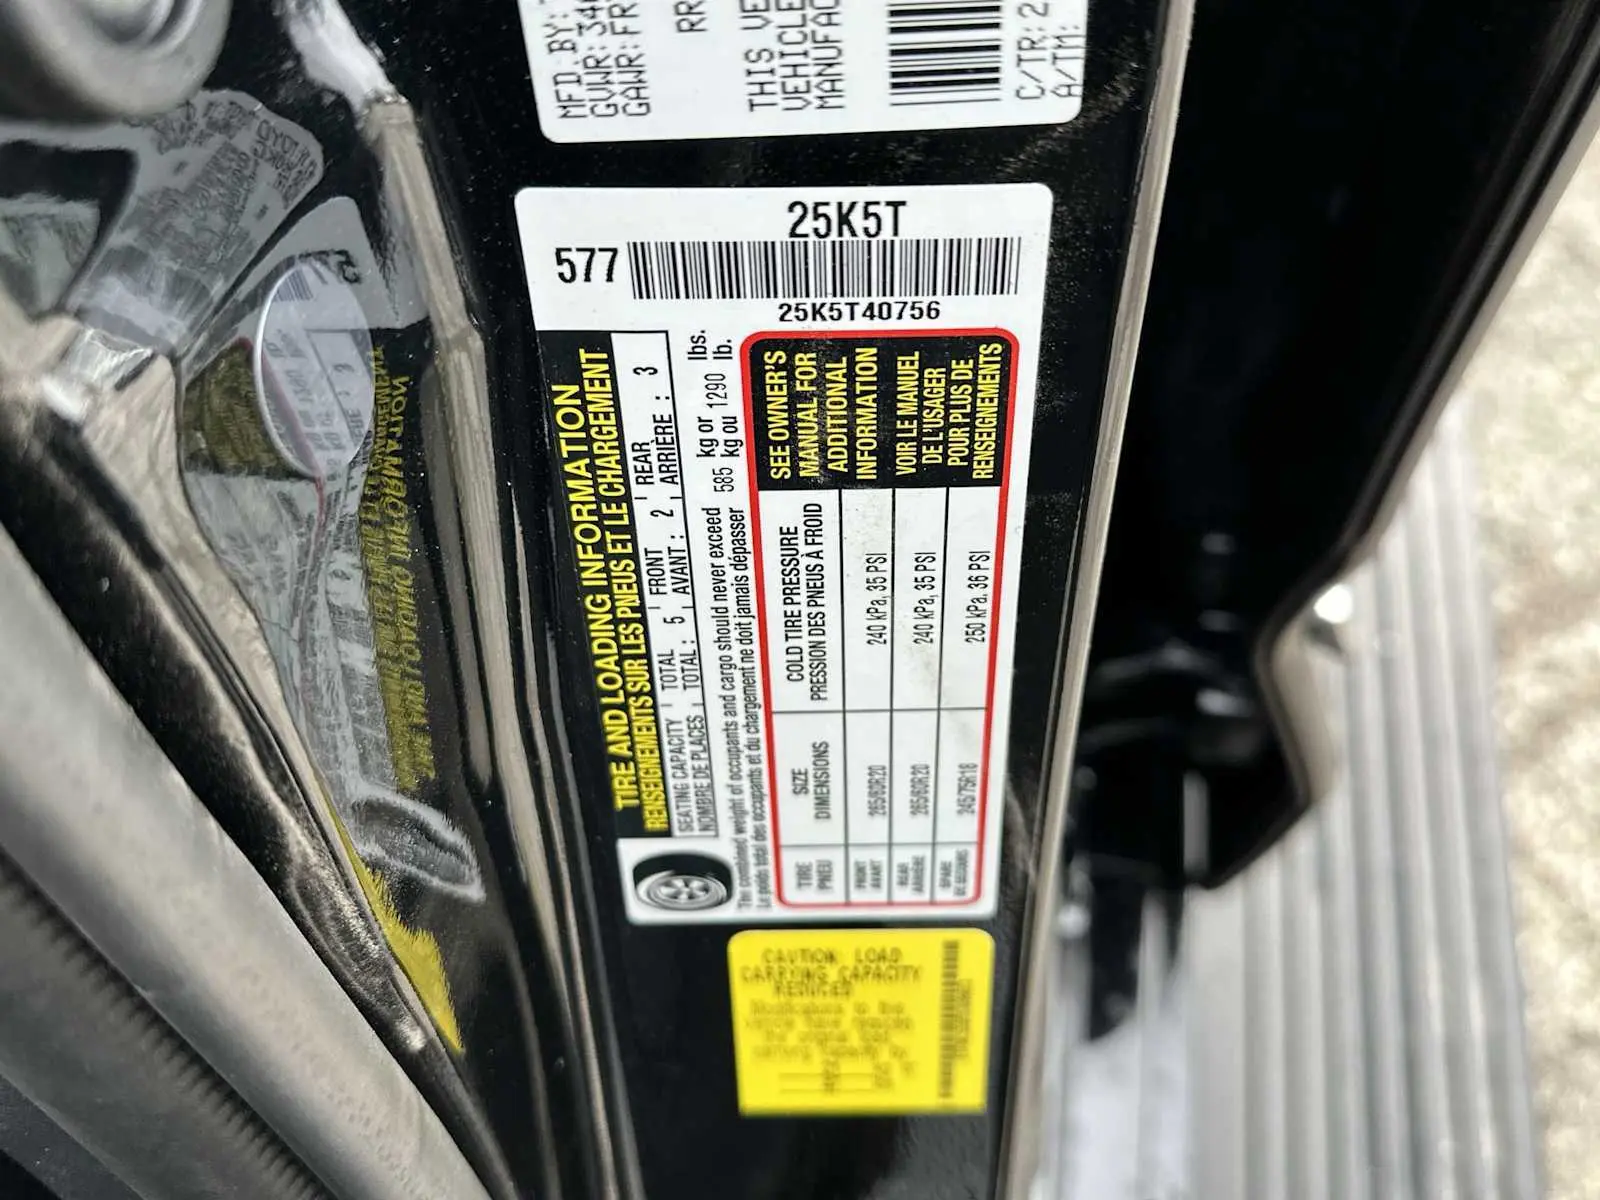 MFD.BY:
GVWR:346
GAWR:FR
RR
THIS VE
VEHICLE
MANUFAC
C/TR:2
A/TM:
25K5T
577
25K5T40756
TIRE AND LOADING INFORMATION
RENSEIGNEMENTS SUR LES PNEUS ET LE CHARGEMENT
SEATING CAPACITY TOTAL 5 FRONT 2 REAR 3
NOMBRE DE PLACES TOTAL: AVANT: ARRIÈRE :
The combined weight of occupants and cargo should never exceed 585 kg or 1290 lbs.
Le poids total des occupants et du chargement ne doit jamais dépasser kg ou lb.
TIRE SIZE COLD TIRE PRESSURE
PNEU DIMENSIONS PRESSION DES PNEUS À FROID
FRONT 265/60R20 240 kPa, 35 PSI
AVANT
REAR 265/60R20 240 kPa, 35 PSI
ARRIÈRE
SPARE 245/75R18 250 kPa, 36 PSI
DE SECOURS
SEE OWNER'S
MANUAL FOR
ADDITIONAL
INFORMATION
VOIR LE MANUEL
DE L'USAGER
POUR PLUS DE
RENSEIGNEMENTS
CAUTION: LOAD
CARRYING CAPACITY
REDUCED